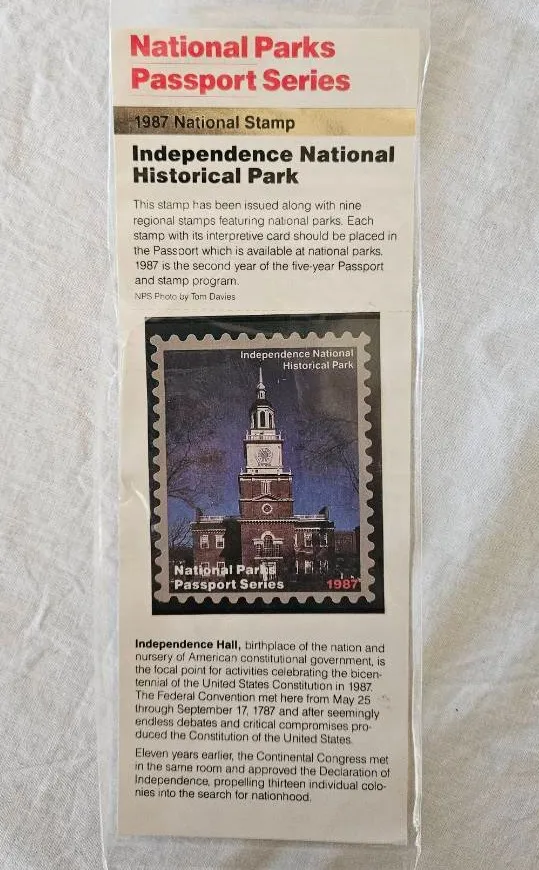 National Parks
Passport Series
1987 National Stamp
Independence National
Historical Park
This stamp has been issued along with nine
regional stamps featuring national parks. Each
stamp with its interpretive card should be placed in
the Passport which is available at national parks.
1987 is the second year of the five-year Passport
and stamp program.
NPS Photo by Tom Davies
Independence National
Historical Park
National Parks
Passport Series
1987
Independence Hall, birthplace of the nation and
nursery of American constitutional government, is
the focal point for activities celebrating the bicen-
tennial of the United States Constitution in 1987.
The Federal Convention met here from May 25
through September 17, 1787 and after seemingly
endless debates and critical compromises pro-
duced the Constitution of the United States.
Eleven years earlier, the Continental Congress met
in the same room and approved the Declaration of
Independence, propelling thirteen individual colo-
nies into the search for nationhood.